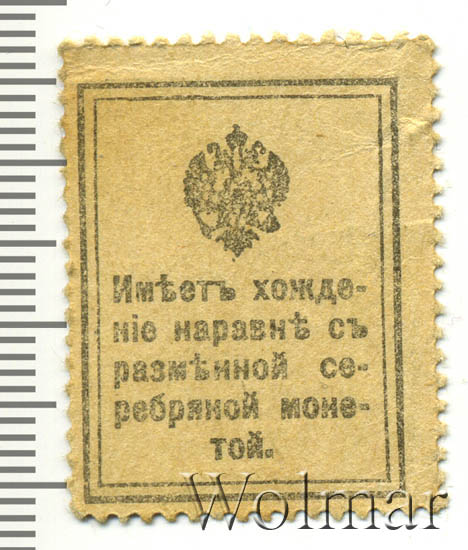 Имѣетъ хожде-
ніе наравнѣ съ
размѣнной се-
ребряной моне-
той.
Wolmar